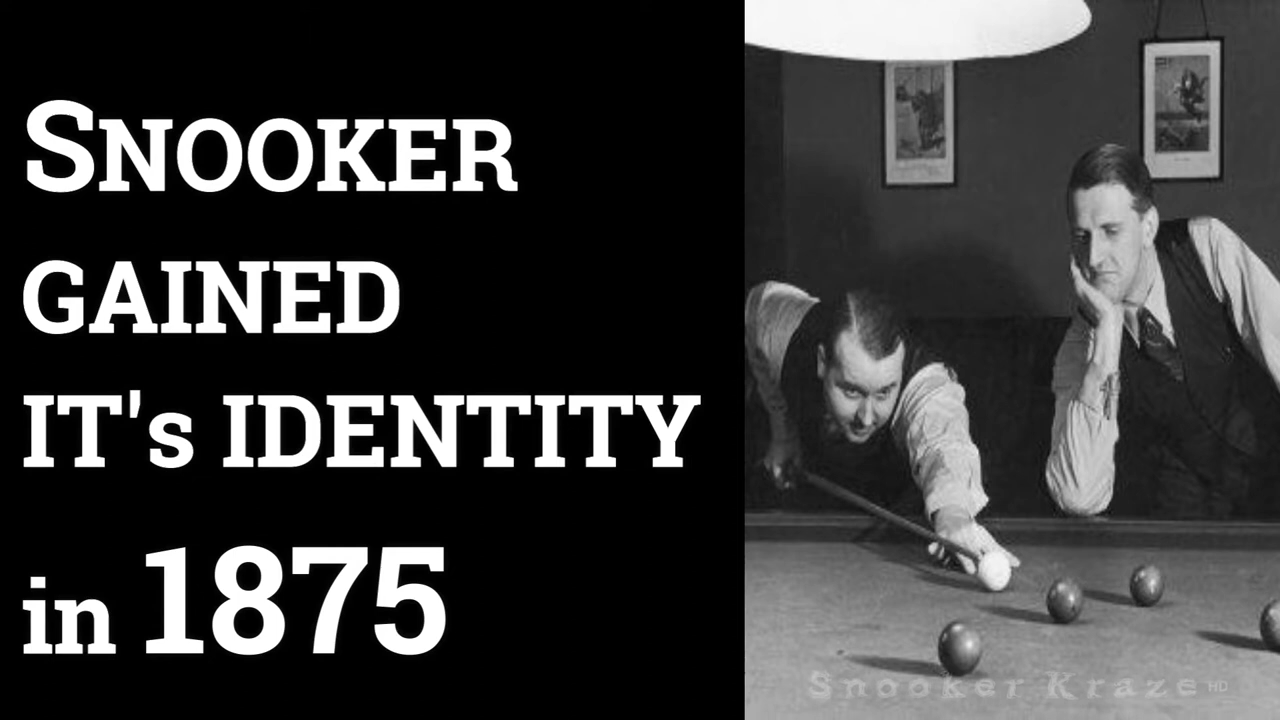 SNOOKER
GAINED
IT's IDENTITY
in 1875
Snooker Kraze HD